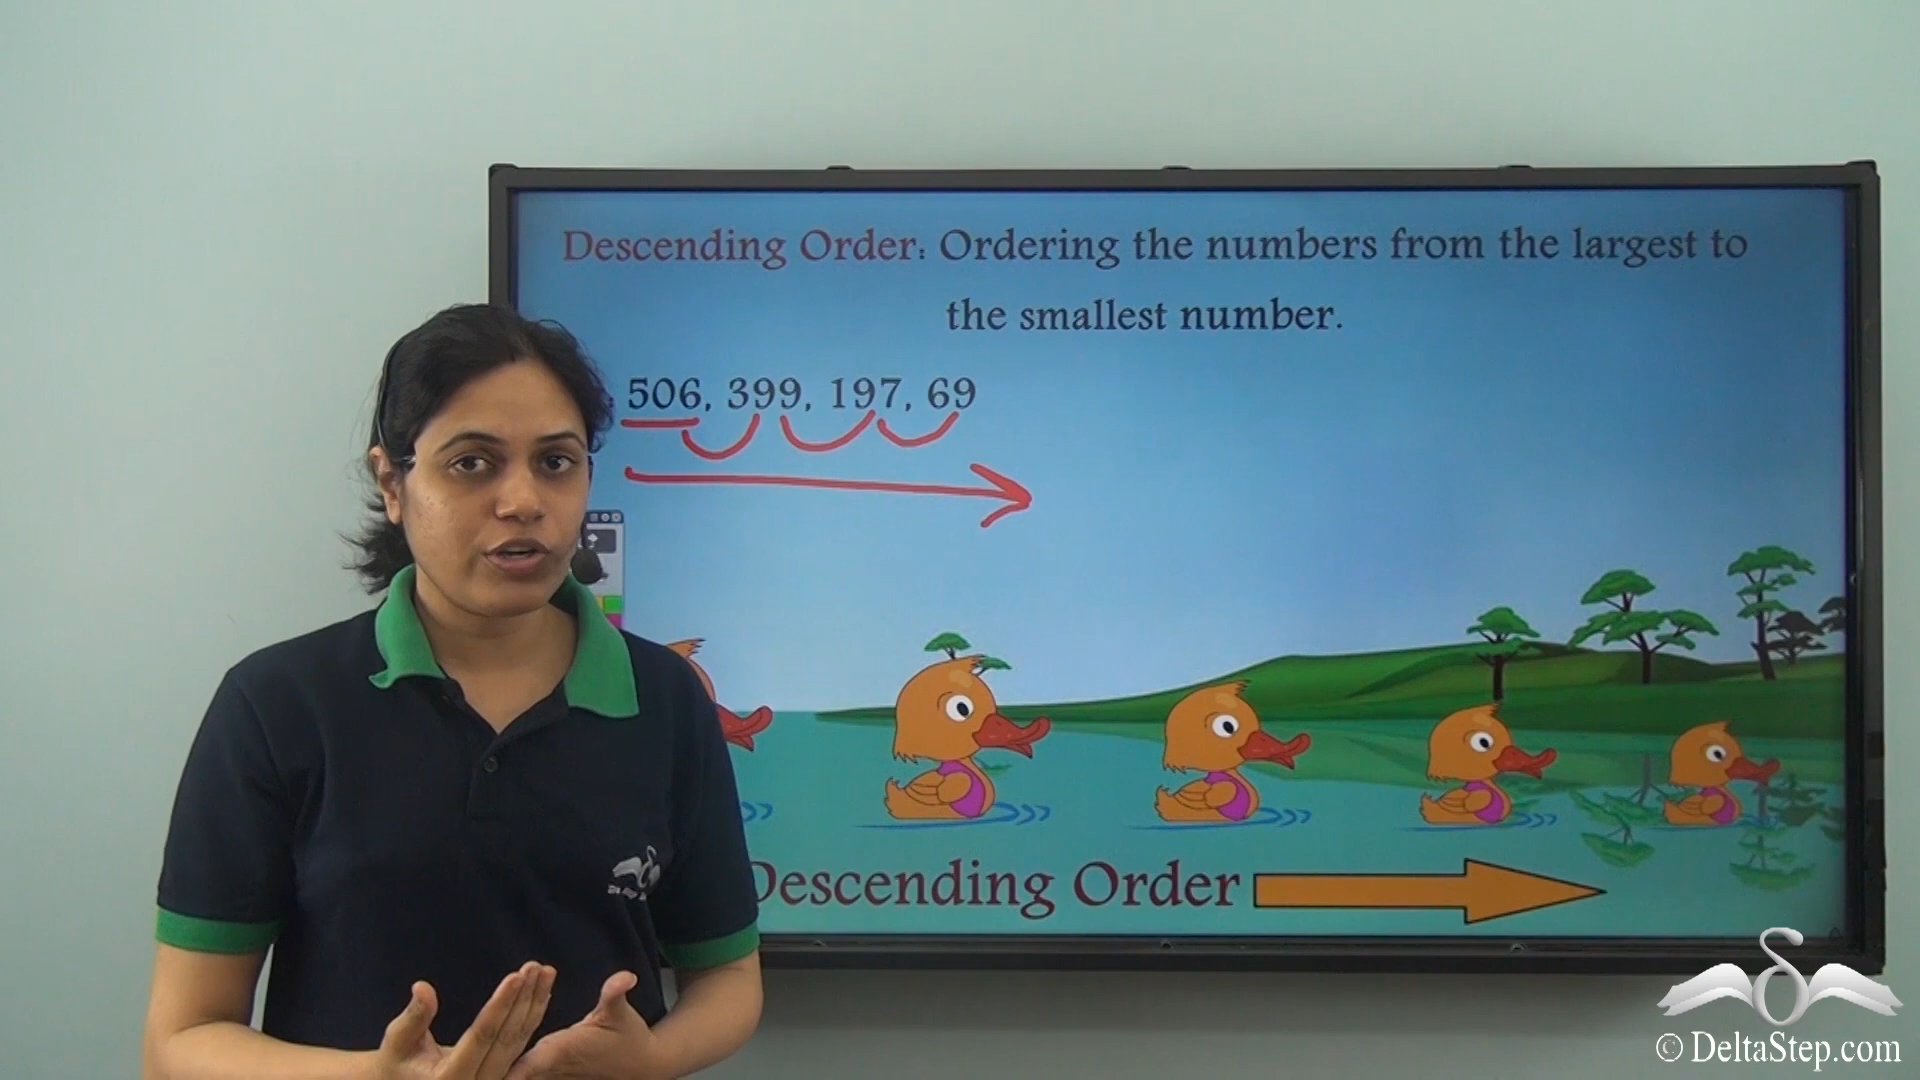 Descending Order: Ordering the numbers from the largest to
the smallest number.
: 506, 399, 197, 69
Descending Order
© DeltaStep.com